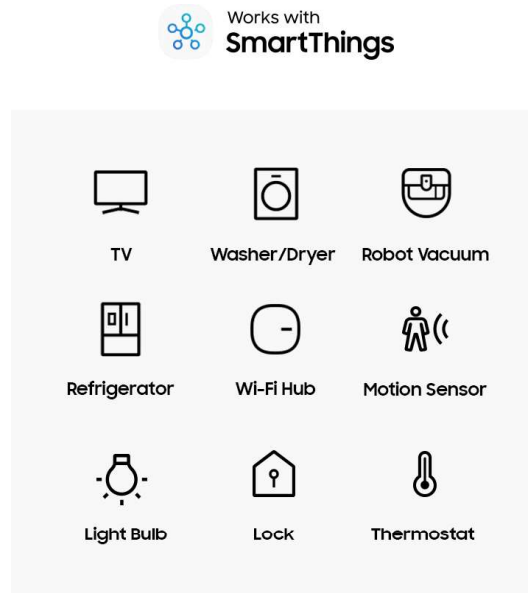 Works with
SmartThings
TV
Washer/Dryer
Robot Vacuum
Refrigerator
Wi-Fi Hub
Motion Sensor
Light Bulb
Lock
Thermostat